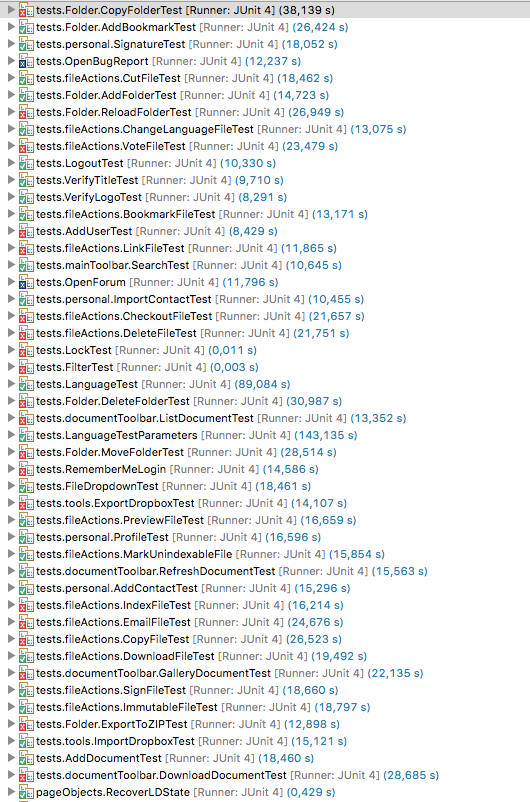 tests.Folder.CopyFolderTest [Runner: JUnit 4] (38,139 s)
tests.Folder.AddBookmarkTest [Runner: JUnit 4] (26,424 s)
tests.personal.SignatureTest [Runner: JUnit 4] (18,052 s)
tests.OpenBugReport [Runner: JUnit 4] (12,237 s)
tests.fileActions.CutFileTest [Runner: JUnit 4] (18,462 s)
tests.Folder.AddFolderTest [Runner: JUnit 4] (14,723 s)
tests.Folder.ReloadFolderTest [Runner: JUnit 4] (26,949 s)
tests.fileActions.ChangeLanguageFileTest [Runner: JUnit 4] (13,075 s)
tests.fileActions.VoteFileTest [Runner: JUnit 4] (23,479 s)
tests.LogoutTest [Runner: JUnit 4] (10,330 s)
tests.VerifyTitleTest [Runner: JUnit 4] (9,710 s)
tests.VerifyLogoTest [Runner: JUnit 4] (8,291 s)
tests.fileActions.BookmarkFileTest [Runner: JUnit 4] (13,171 s)
tests.AddUserTest [Runner: JUnit 4] (8,429 s)
tests.fileActions.LinkFileTest [Runner: JUnit 4] (11,865 s)
tests.mainToolbar.SearchTest [Runner: JUnit 4] (10,645 s)
tests.OpenForum [Runner: JUnit 4] (11,796 s)
tests.personal.ImportContactTest [Runner: JUnit 4] (10,455 s)
tests.fileActions.CheckoutFileTest [Runner: JUnit 4] (21,657 s)
tests.fileActions.DeleteFileTest [Runner: JUnit 4] (21,751 s)
tests.LockTest [Runner: JUnit 4] (0,011 s)
tests.FilterTest [Runner: JUnit 4] (0,003 s)
tests.LanguageTest [Runner: JUnit 4] (89,084 s)
tests.Folder.DeleteFolderTest [Runner: JUnit 4] (30,987 s)
tests.documentToolbar.ListDocumentTest [Runner: JUnit 4] (13,352 s)
tests.LanguageTestParameters [Runner: JUnit 4] (143,135 s)
tests.Folder.MoveFolderTest [Runner: JUnit 4] (28,514 s)
tests.RememberMeLogin [Runner: JUnit 4] (14,586 s)
tests.FileDropdownTest [Runner: JUnit 4] (18,461 s)
tests.tools.ExportDropboxTest [Runner: JUnit 4] (14,107 s)
tests.fileActions.PreviewFileTest [Runner: JUnit 4] (16,659 s)
tests.personal.ProfileTest [Runner: JUnit 4] (16,596 s)
tests.fileActions.MarkUnindexableFile [Runner: JUnit 4] (15,854 s)
tests.documentToolbar.RefreshDocumentTest [Runner: JUnit 4] (15,563 s)
tests.personal.AddContactTest [Runner: JUnit 4] (15,296 s)
tests.fileActions.IndexFileTest [Runner: JUnit 4] (16,214 s)
tests.fileActions.EmailFileTest [Runner: JUnit 4] (24,676 s)
tests.fileActions.CopyFileTest [Runner: JUnit 4] (26,523 s)
tests.fileActions.DownloadFileTest [Runner: JUnit 4] (19,492 s)
tests.documentToolbar.GalleryDocumentTest [Runner: JUnit 4] (22,135 s)
tests.fileActions.SignFileTest [Runner: JUnit 4] (18,660 s)
tests.fileActions.ImmutableFileTest [Runner: JUnit 4] (18,797 s)
tests.Folder.ExportToZIPTest [Runner: JUnit 4] (12,898 s)
tests.tools.ImportDropboxTest [Runner: JUnit 4] (15,121 s)
tests.AddDocumentTest [Runner: JUnit 4] (18,460 s)
tests.documentToolbar.DownloadDocumentTest [Runner: JUnit 4] (28,685 s)
pageObjects.RecoverLDState [Runner: JUnit 4] (0,429 s)